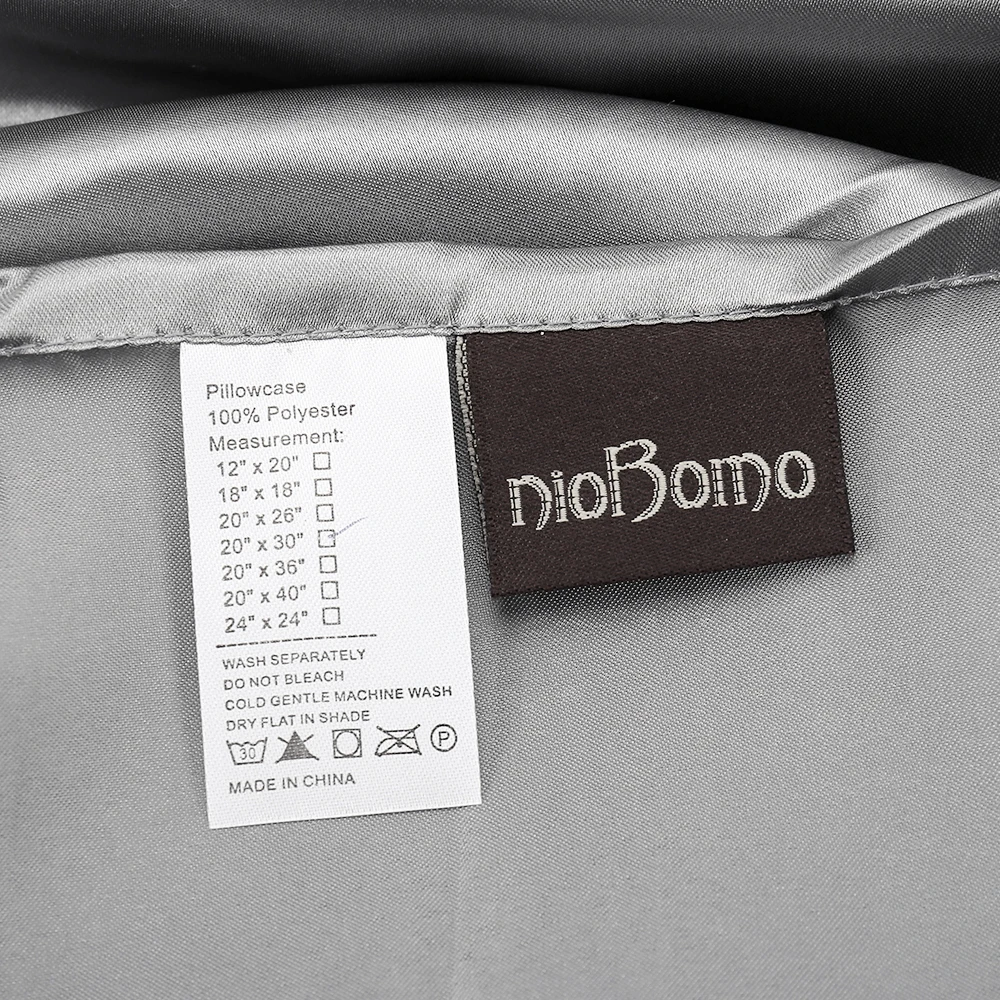 Pillowcase
100% Polyester
Measurement:
12" x 20" ☐
18" x 18" ☐
20" x 26" ☐
20" x 30" ☑
20" x 36" ☐
20" x 40" ☐
24" x 24" ☐
WASH SEPARATELY
DO NOT BLEACH
COLD GENTLE MACHINE WASH
DRY FLAT IN SHADE
30 P
MADE IN CHINA
nioBomo